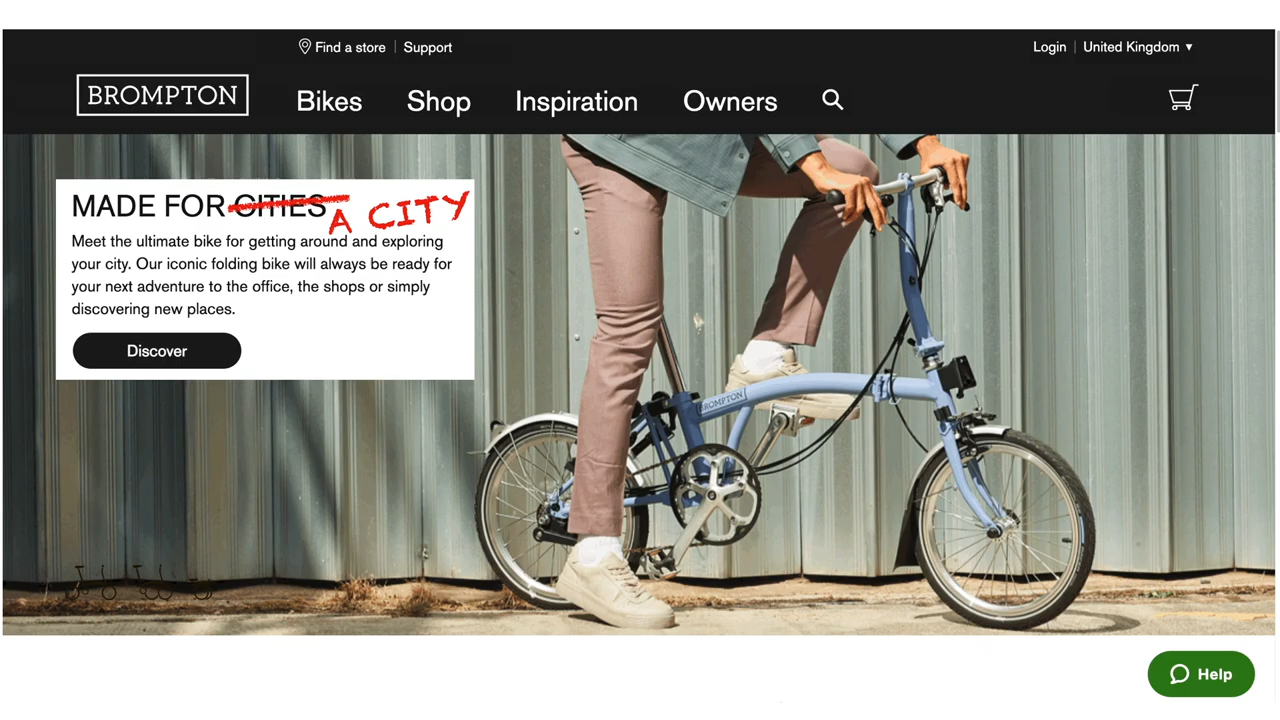 Find a store | Support
Login | United Kingdom ▼
BROMPTON
Bikes Shop Inspiration Owners
MADE FOR CITIES A CITY
Meet the ultimate bike for getting around and exploring
your city. Our iconic folding bike will always be ready for
your next adventure to the office, the shops or simply
discovering new places.
Discover
BROMPTON
Help